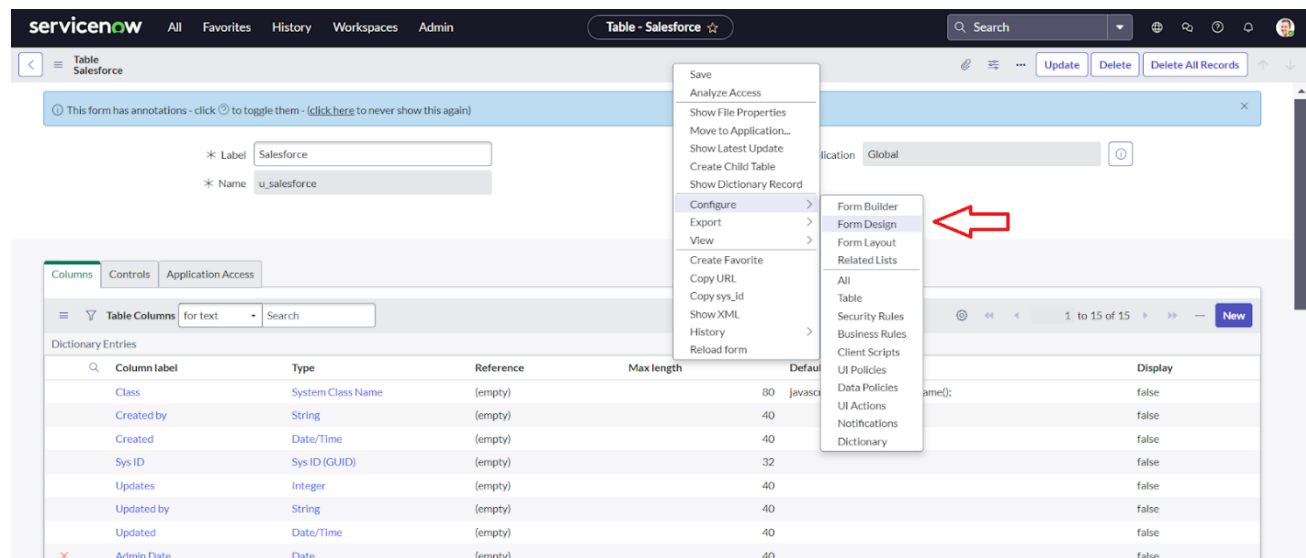 servicenow All Favorites History Workspaces Admin Table - Salesforce Search
Table
Salesforce
Update Delete Delete All Records
This form has annotations - click ? to toggle them - (click here to never show this again)
Label Salesforce
Name u_salesforce
lication Global
Save
Analyze Access
Show File Properties
Move to Application...
Show Latest Update
Create Child Table
Show Dictionary Record
Configure
Export
View
Create Favorite
Copy URL
Copy sys_id
Show XML
History
Reload form
Form Builder
Form Design
Form Layout
Related Lists
All
Table
Security Rules
Business Rules
Client Scripts
UI Policies
Data Policies
UI Actions
Notifications
Dictionary
Columns Controls Application Access
Table Columns for text Search 1 to 15 of 15 New
Dictionary Entries
Column label Type Reference Max length Defau Display
Class System Class Name (empty) 80 javascr ame(); false
Created by String (empty) 40 false
Created Date/Time (empty) 40 false
Sys ID Sys ID (GUID) (empty) 32 false
Updates Integer (empty) 40 false
Updated by String (empty) 40 false
Updated Date/Time (empty) 40 false
Admin Date Date (empty) 40 false